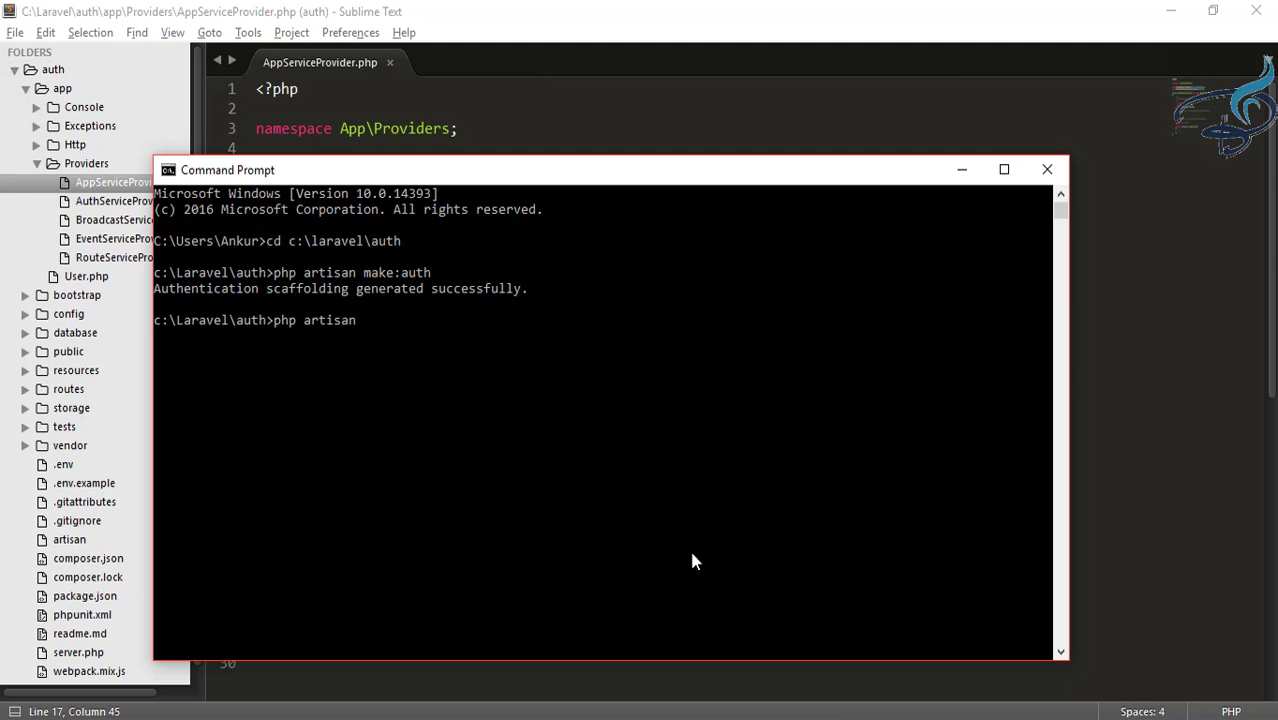 C:\Laravel\auth\app\Providers\AppServiceProvider.php (auth) - Sublime Text
File Edit Selection Find View Goto Tools Project Preferences Help
FOLDERS
auth
app
Console
Exceptions
Http
Providers
AppServiceProvi
AuthServiceProv
BroadcastService
EventServiceProv
RouteServicePro
User.php
bootstrap
config
database
public
resources
routes
storage
tests
vendor
.env
.env.example
.gitattributes
.gitignore
artisan
composer.json
composer.lock
package.json
phpunit.xml
readme.md
server.php
webpack.mix.js
AppServiceProvider.php
1 <?php
2
3 namespace App\Providers;
4
Command Prompt
Microsoft Windows [Version 10.0.14393]
(c) 2016 Microsoft Corporation. All rights reserved.
C:\Users\Ankur>cd c:\laravel\auth
c:\Laravel\auth>php artisan make:auth
Authentication scaffolding generated successfully.
c:\Laravel\auth>php artisan
30
Line 17, Column 45
Spaces: 4
PHP